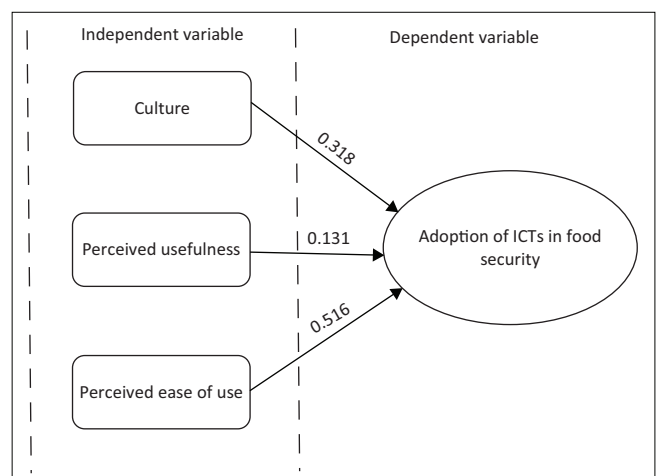 Independent variable
Dependent variable
Culture
0.318
Perceived usefulness
0.131
Adoption of ICTs in food
security
0.516
Perceived ease of use